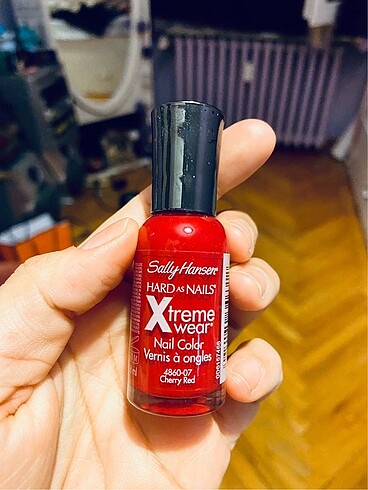 Sally Hansen®
HARD AS NAILS®
Xtreme
wear®
Nail Color
Vernis à ongles
4860-07
Cherry Red